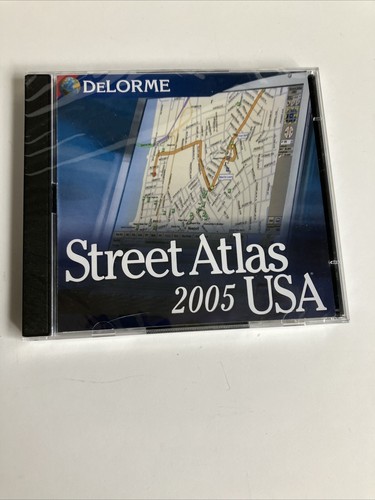 DELORME
Street Atlas
2005 USA